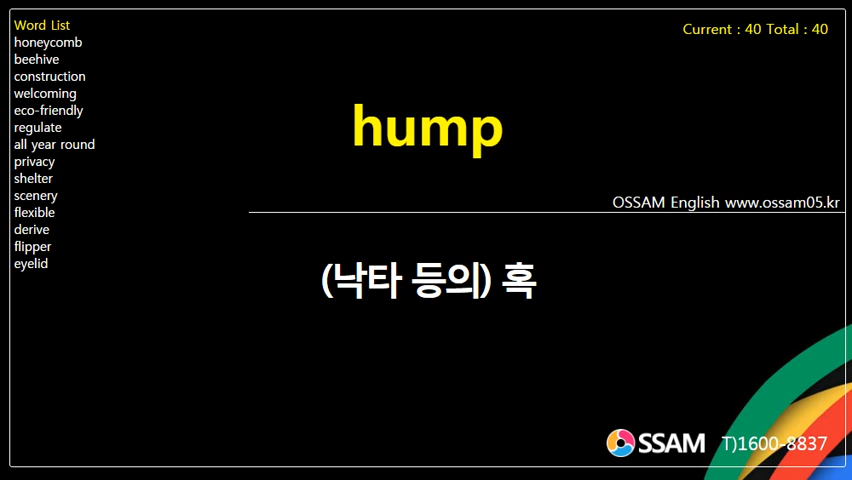 Word List
honeycomb
beehive
construction
welcoming
eco-friendly
regulate
all year round
privacy
shelter
scenery
flexible
derive
flipper
eyelid
Current : 40 Total : 40
hump
OSSAM English www.ossam05.kr
(낙타 등의) 혹
OSSAM T)1600-8837